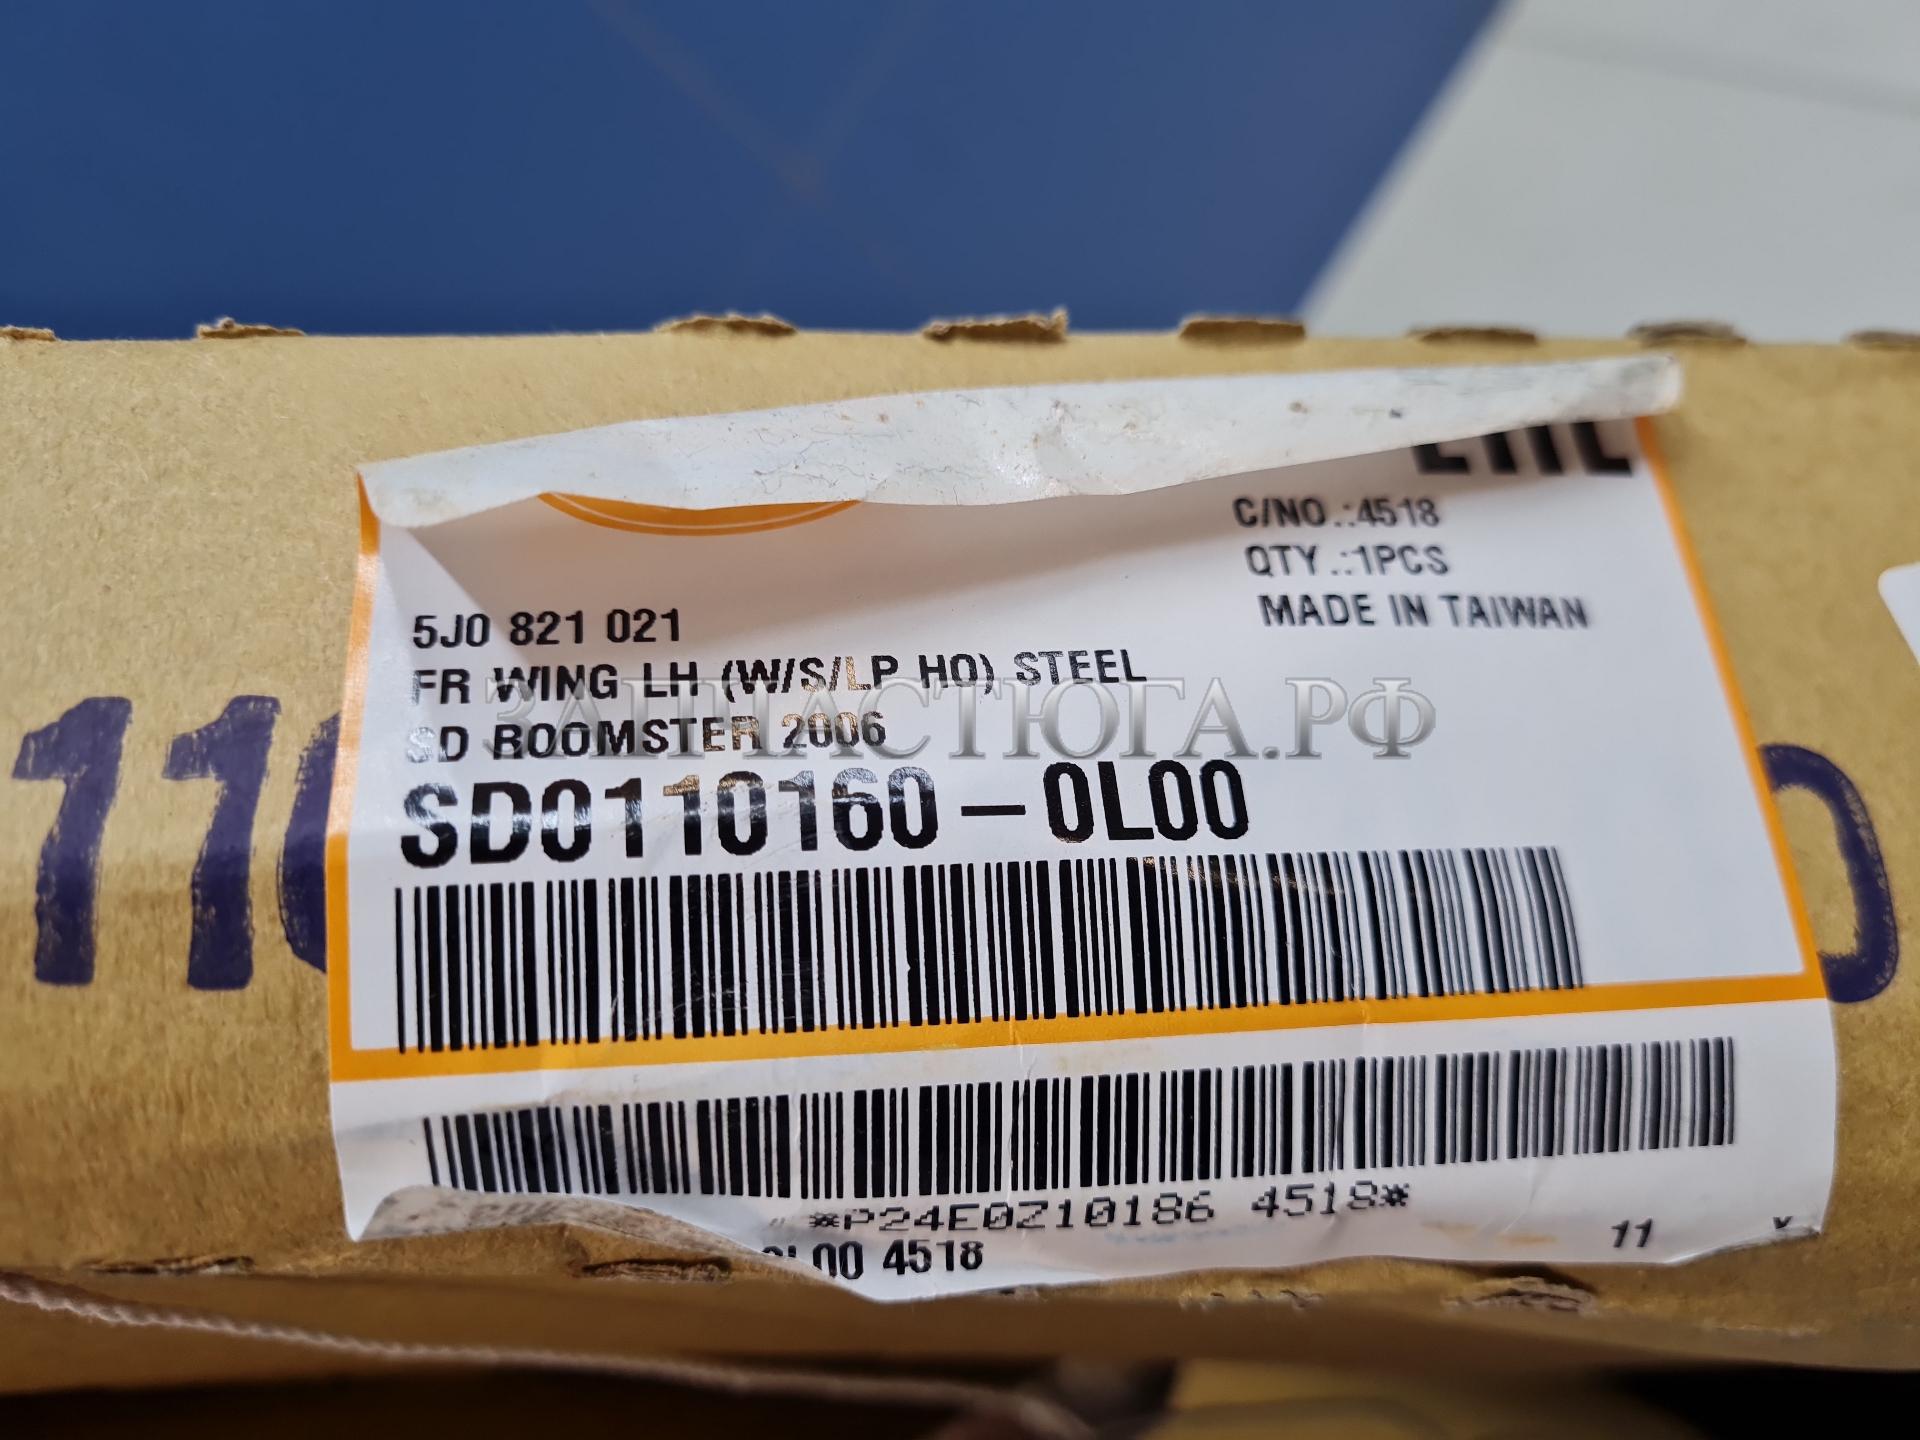 C/NO.:4518
QTY.:1PCS
MADE IN TAIWAN
5J0 821 021
FR WING LH (W/S/LP HO) STEEL
SD ROOMSTER 2006
ЗАПЧАСТЮГА.РФ
SD0110160-0L00
*P24E0Z10186 4518*
0L00 4518
11